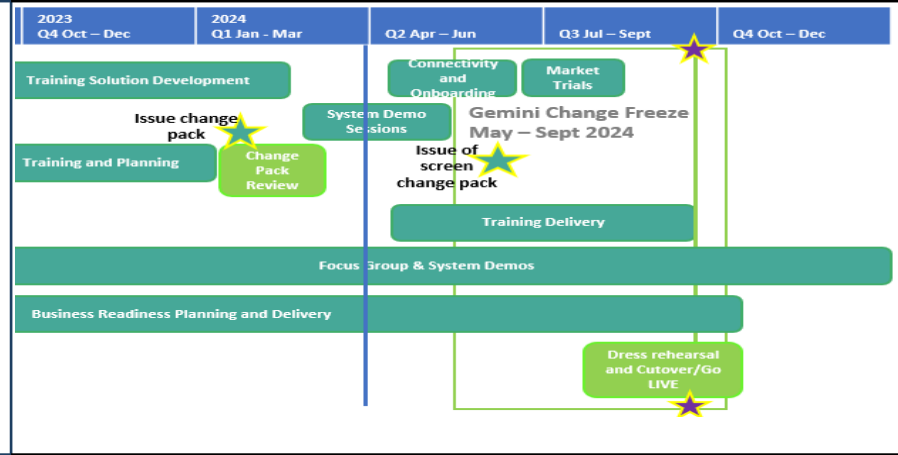 2023
Q4 Oct – Dec
2024
Q1 Jan - Mar
Q2 Apr – Jun
Q3 Jul – Sept
Q4 Oct – Dec
Training Solution Development
Connectivity
and
Onboarding
Market
Trials
Issue change
pack
System Demo
Sessions
Gemini Change Freeze
May – Sept 2024
Training and Planning
Change
Pack
Review
Issue of
screen
change pack
Training Delivery
Focus Group & System Demos
Business Readiness Planning and Delivery
Dress rehearsal
and Cutover/Go
LIVE